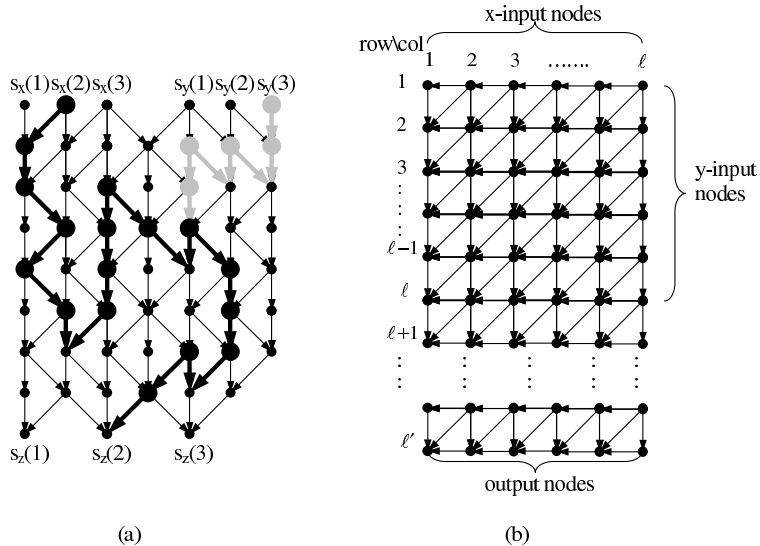 x-input nodes
row\col
1 2 3 ....... ℓ
s_x(1) s_x(2) s_x(3) s_y(1) s_y(2) s_y(3)
1
2
3
⋮
⋮
ℓ−1
ℓ
ℓ+1
⋮ ⋮ ⋮ ⋮ ⋮
ℓ'
y-input
nodes
s_z(1) s_z(2) s_z(3)
output nodes
(a) (b)